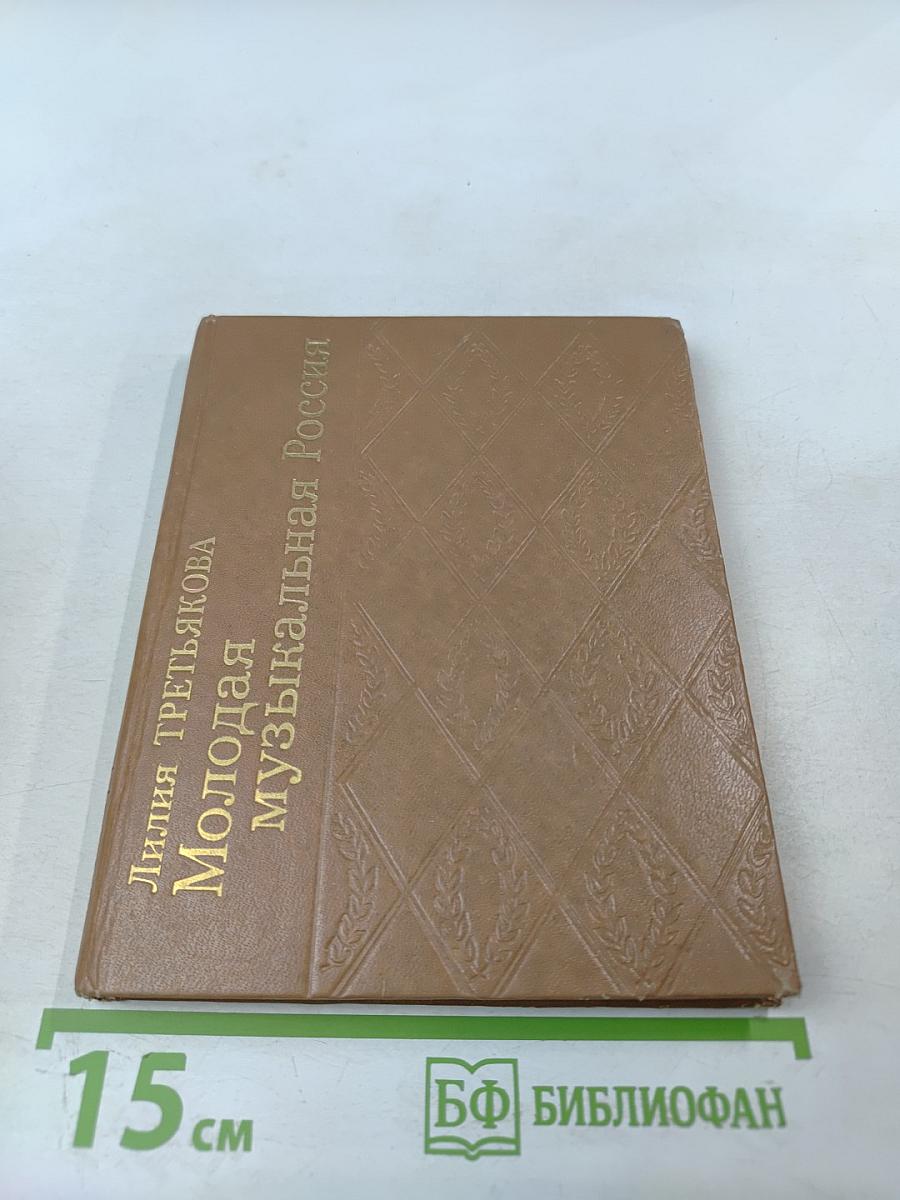 Лилия ТРЕТЬЯКОВА
Молодая
музыкальная Россия
15 см
БФ БИБЛИОФАН